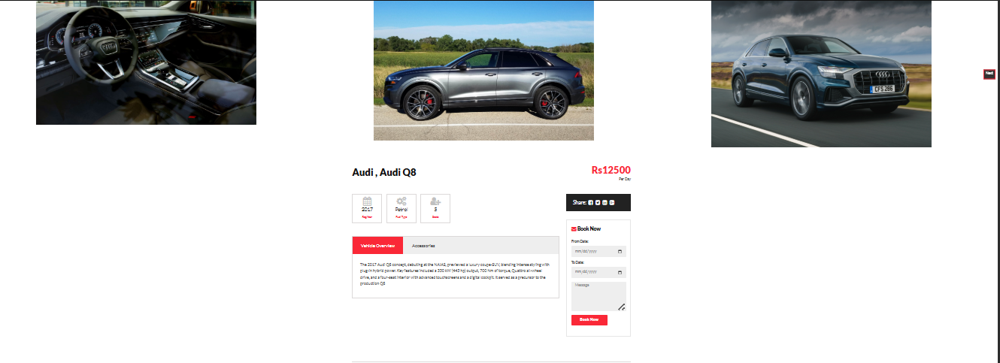 CFS 286
Next
Audi , Audi Q8
Rs12500
Per Day
2017
Reg.Year
Petrol
Fuel Type
5
Seats
Share:
Book Now
From Date:
mm/dd/yyyy
To Date:
mm/dd/yyyy
Message
Book Now
Vehicle Overview
Accessories
The 2017 Audi Q8 concept, debuting at the NAIAS, previewed a luxury coupe-SUV, blending intense styling with
plug-in hybrid power. Key features included a 330 kW (443 hp) output, 700 Nm of torque, Quattro all-wheel
drive, and a four-seat interior with advanced touchscreens and a digital cockpit. It served as a precursor to the
production Q8